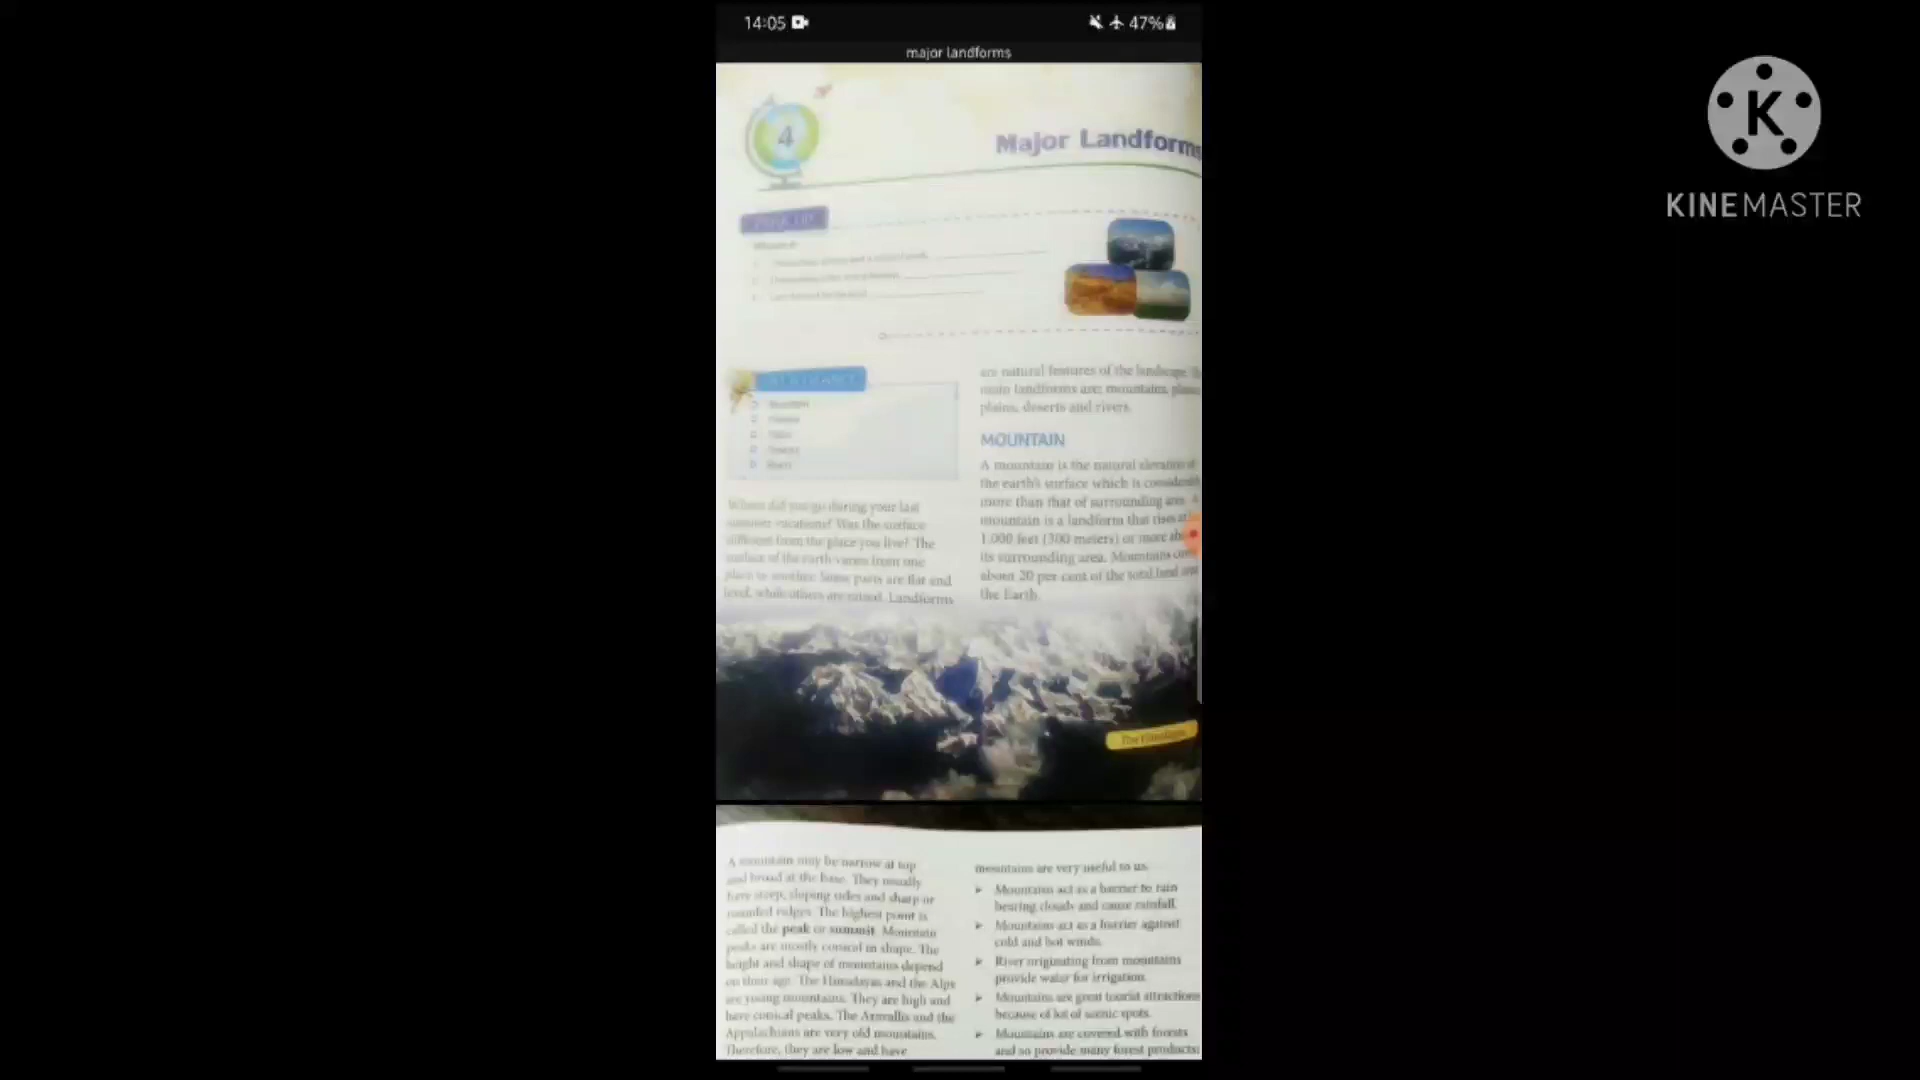 14:05
47%
major landforms
K
KINEMASTER
4
Major Landforms
are natural features of the landscape.
main landforms are: mountains,
plains, deserts and rivers.
MOUNTAIN
A mountain is the natural elevation of
the earth's surface which is
more than that of surrounding area. A
mountain is a landform that rises at
1,000 feet (300 meters) or more
its surrounding area. Mountains
about 20 per cent of the total land
the Earth.
Where did you go during your last
summer vacations? Was the surface
different from the place you live? The
surface of the earth varies from one
place to another. Some parts are flat and
level, while others are raised. Landforms
The Himalayas
A mountain may be narrow at top
and broad at the base. They usually
have steep, sloping sides and sharp or
rounded ridges. The highest point is
called the peak or summit. Mountain
peaks are mostly conical in shape. The
height and shape of mountains depend
on their age. The Himalayas and the Alps
are young mountains. They are high and
have conical peaks. The Aravallis and the
Appalachians are very old mountains.
Therefore, they are low and have
mountains are very useful to us.
Mountains act as a barrier to rain
bearing clouds and cause rainfall.
Mountains act as a barrier against
cold and hot winds.
River originating from mountains
provide water for irrigation.
Mountains are great tourist attractions
because of lot of scenic spots.
Mountains are covered with forests
and so provide many forest products: